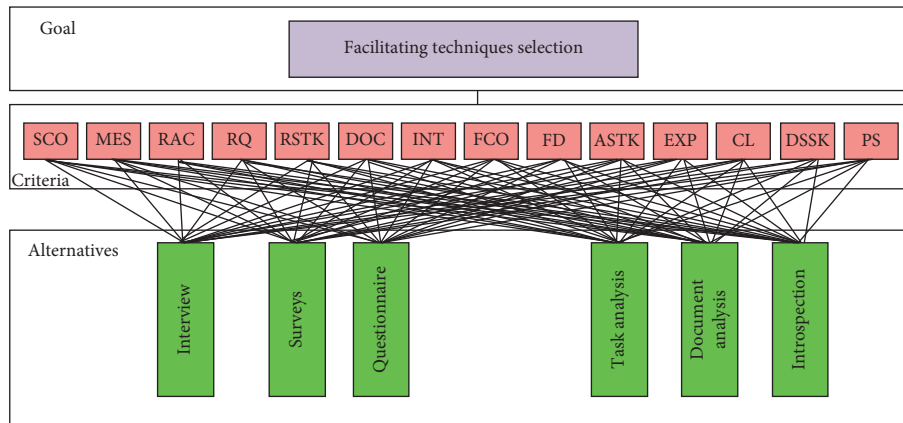 Goal
Facilitating techniques selection
SCO MES RAC RQ RSTK DOC INT FCO FD ASTK EXP CL DSSK PS
Criteria
Alternatives
Interview
Surveys
Questionnaire
Task analysis
Document
analysis
Introspection